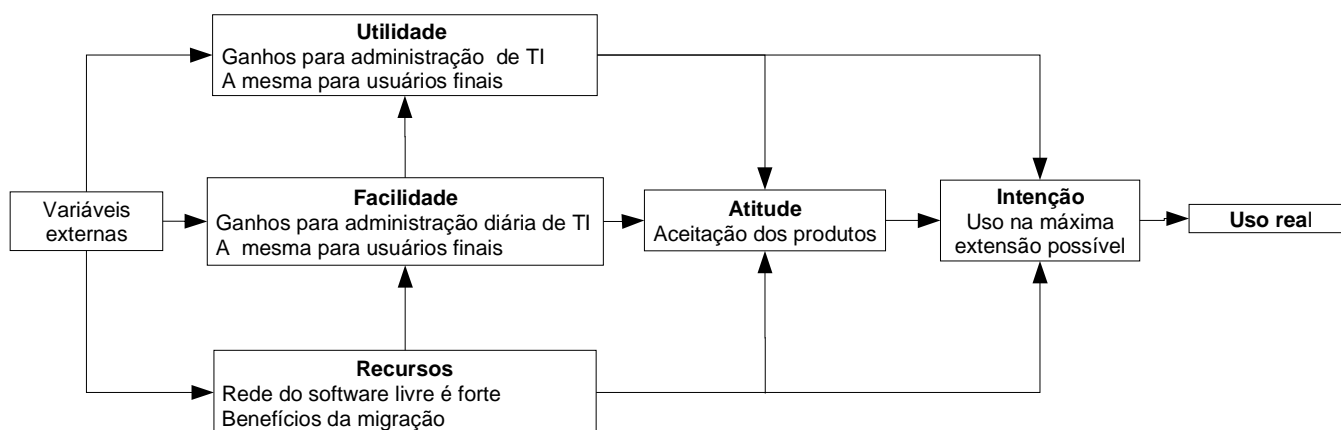 Utilidade
Ganhos para administração de TI
A mesma para usuários finais
Variáveis
externas
Facilidade
Ganhos para administração diária de TI
A mesma para usuários finais
Atitude
Aceitação dos produtos
Intenção
Uso na máxima
extensão possível
Uso real
Recursos
Rede do software livre é forte
Benefícios da migração